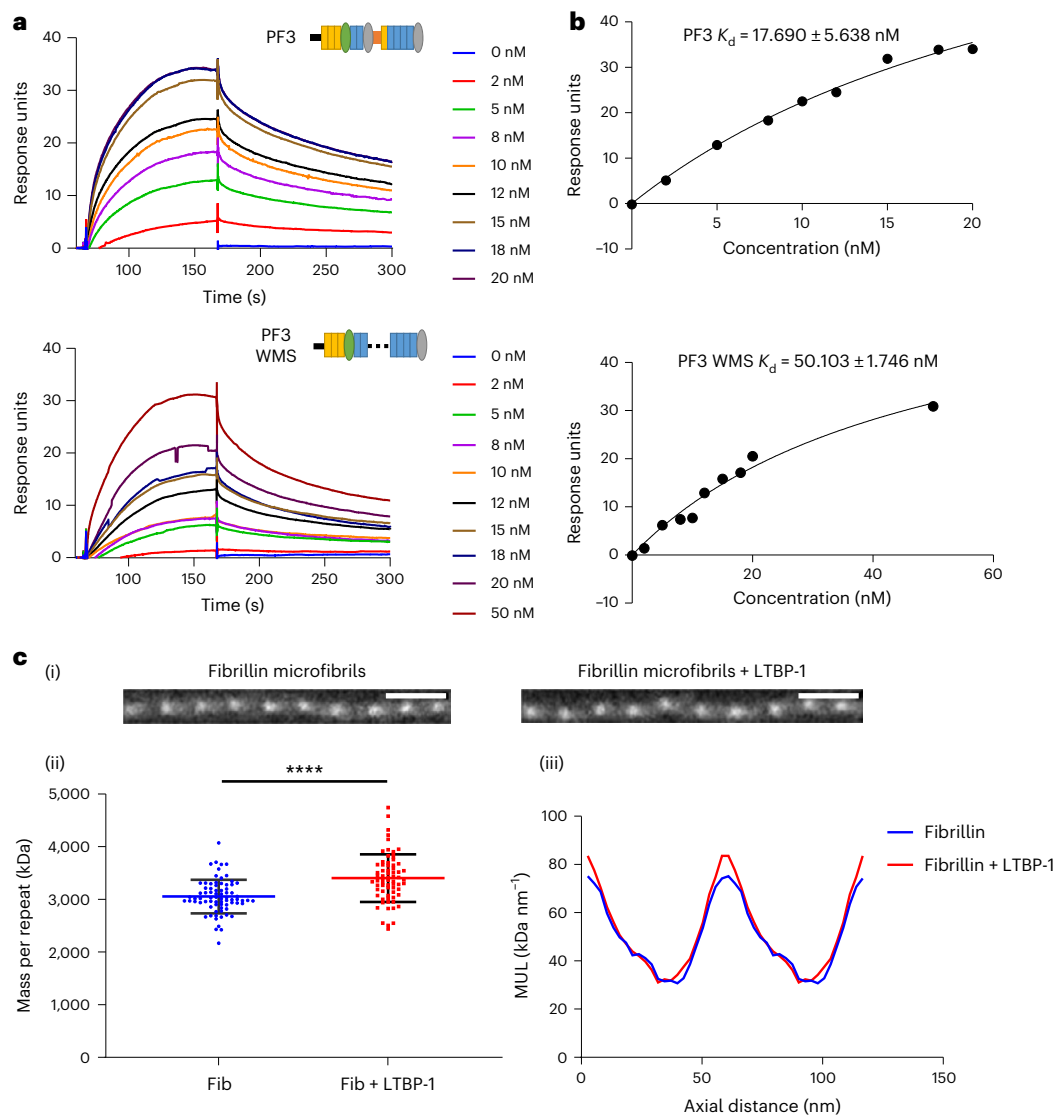 a
PF3
40
30
20
10
0
Response units
100
150
200
250
300
Time (s)
0 nM
2 nM
5 nM
8 nM
10 nM
12 nM
15 nM
18 nM
20 nM
b
PF3 Kd = 17.690 ± 5.638 nM
40
30
20
10
0
–10
Response units
5
10
15
20
Concentration (nM)
PF3
WMS
40
30
20
10
0
Response units
100
150
200
250
300
Time (s)
0 nM
2 nM
5 nM
8 nM
10 nM
12 nM
15 nM
18 nM
20 nM
50 nM
PF3 WMS Kd = 50.103 ± 1.746 nM
40
30
20
10
0
–10
Response units
20
40
60
Concentration (nM)
c
(i)
Fibrillin microfibrils
Fibrillin microfibrils + LTBP-1
(ii)
****
5,000
4,000
3,000
2,000
1,000
0
Mass per repeat (kDa)
Fib
Fib + LTBP-1
(iii)
100
80
60
40
20
0
MUL (kDa nm⁻¹)
0
50
100
150
Axial distance (nm)
Fibrillin
Fibrillin + LTBP-1